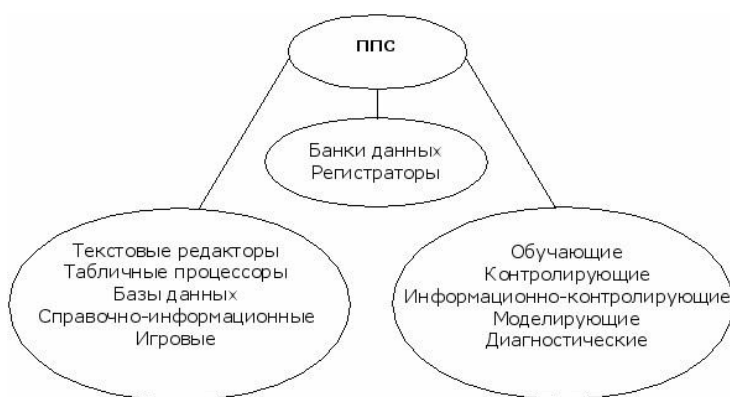 ППС
Банки данных
Регистраторы
Текстовые редакторы
Табличные процессоры
Базы данных
Справочно-информационные
Игровые
Обучающие
Контролирующие
Информационно-контролирующие
Моделирующие
Диагностические